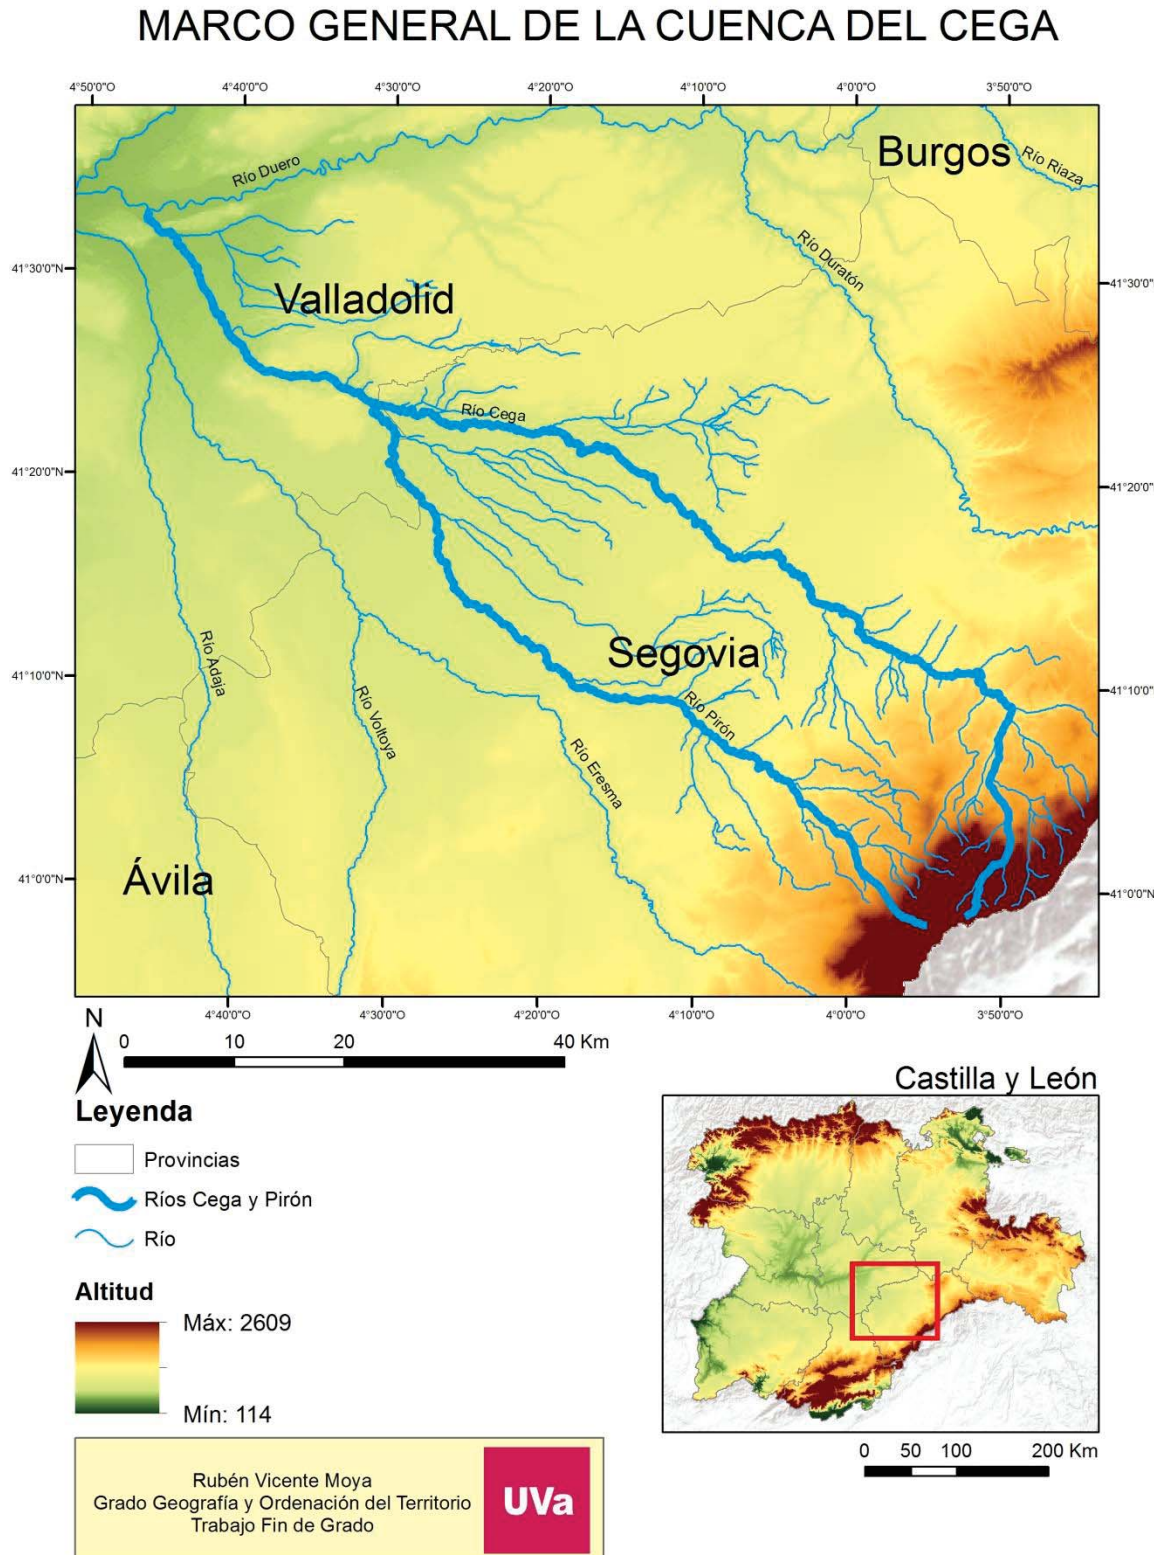 MARCO GENERAL DE LA CUENCA DEL CEGA
4°50'0"O 4°40'0"O 4°30'0"O 4°20'0"O 4°10'0"O 4°0'0"O 3°50'0"O
Burgos
Río Duero
Río Riaza
Río Duratón
41°30'0"N 41°30'0"N
Valladolid
Río Cega
41°20'0"N 41°20'0"N
Segovia
Río Adaja
Río Voltoya
Río Pirón
Río Eresma
41°10'0"N 41°10'0"N
Ávila
41°0'0"N 41°0'0"N
4°40'0"O 4°30'0"O 4°20'0"O 4°10'0"O 4°0'0"O 3°50'0"O
N
0 10 20 40 Km
Leyenda
Provincias
Ríos Cega y Pirón
Río
Altitud
Máx: 2609
Mín: 114
Castilla y León
0 50 100 200 Km
Rubén Vicente Moya
Grado Geografía y Ordenación del Territorio
Trabajo Fin de Grado
UVa